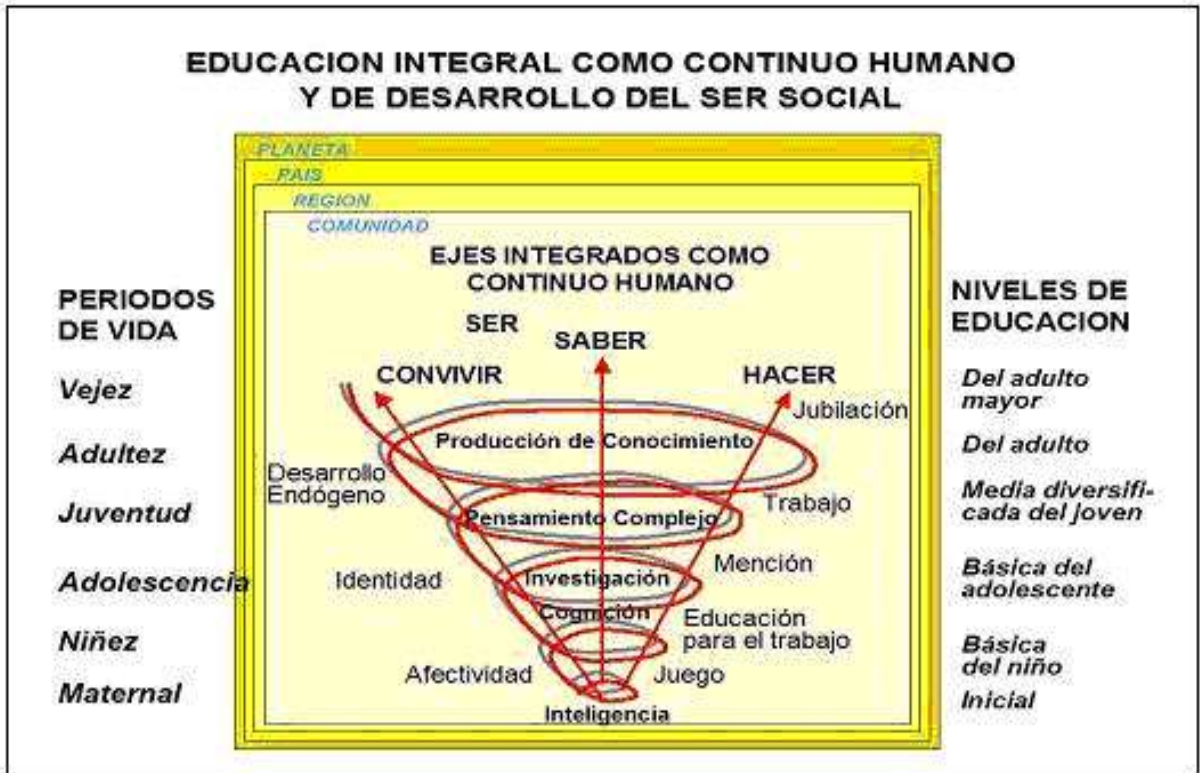 EDUCACION INTEGRAL COMO CONTINUO HUMANO
Y DE DESARROLLO DEL SER SOCIAL
PLANETA
PAIS
REGION
COMUNIDAD
EJES INTEGRADOS COMO
CONTINUO HUMANO
SER
SABER
CONVIVIR
HACER
PERIODOS
DE VIDA
Vejez
Adultez
Juventud
Adolescencia
Niñez
Maternal
Desarrollo
Endógeno
Identidad
Afectividad
Producción de Conocimiento
Pensamiento Complejo
Investigación
Cognición
Inteligencia
Jubilación
Trabajo
Mención
Educación
para el trabajo
Juego
NIVELES DE
EDUCACION
Del adulto
mayor
Del adulto
Media diversifi-
cada del joven
Básica del
adolescente
Básica
del niño
Inicial